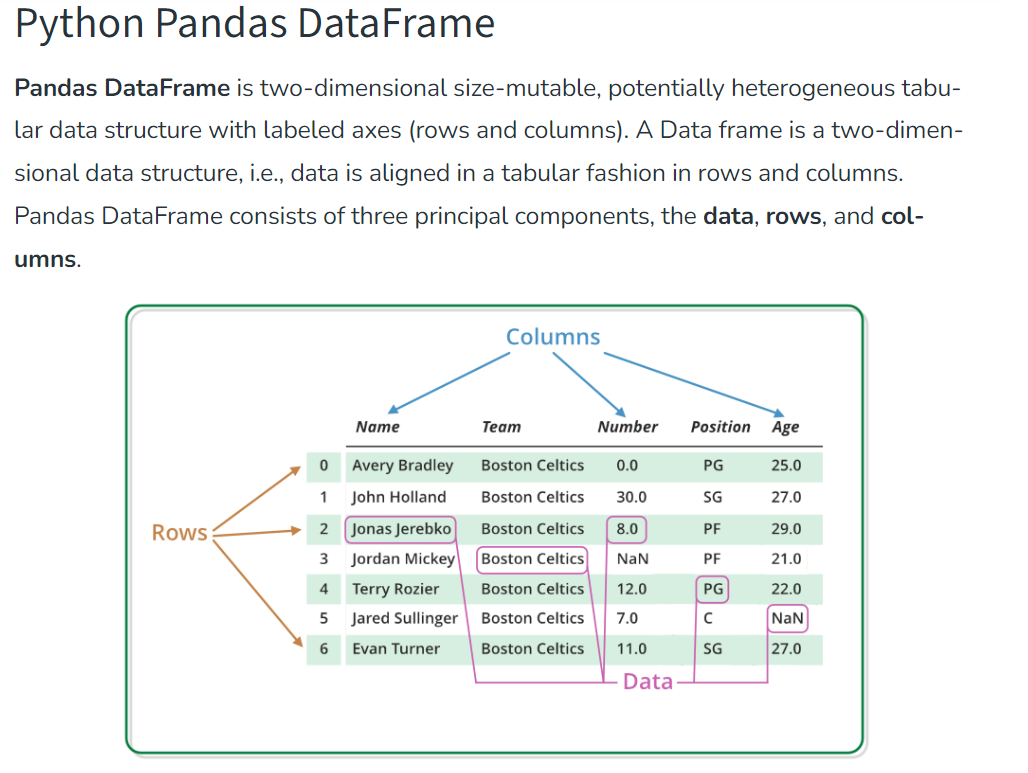 Python Pandas DataFrame
Pandas DataFrame is two-dimensional size-mutable, potentially heterogeneous tabu-
lar data structure with labeled axes (rows and columns). A Data frame is a two-dimen-
sional data structure, i.e., data is aligned in a tabular fashion in rows and columns.
Pandas DataFrame consists of three principal components, the data, rows, and col-
umns.
Columns
Name Team Number Position Age
0 Avery Bradley Boston Celtics 0.0 PG 25.0
1 John Holland Boston Celtics 30.0 SG 27.0
Rows
2 Jonas Jerebko Boston Celtics 8.0 PF 29.0
3 Jordan Mickey Boston Celtics NaN PF 21.0
4 Terry Rozier Boston Celtics 12.0 PG 22.0
5 Jared Sullinger Boston Celtics 7.0 C NaN
6 Evan Turner Boston Celtics 11.0 SG 27.0
Data